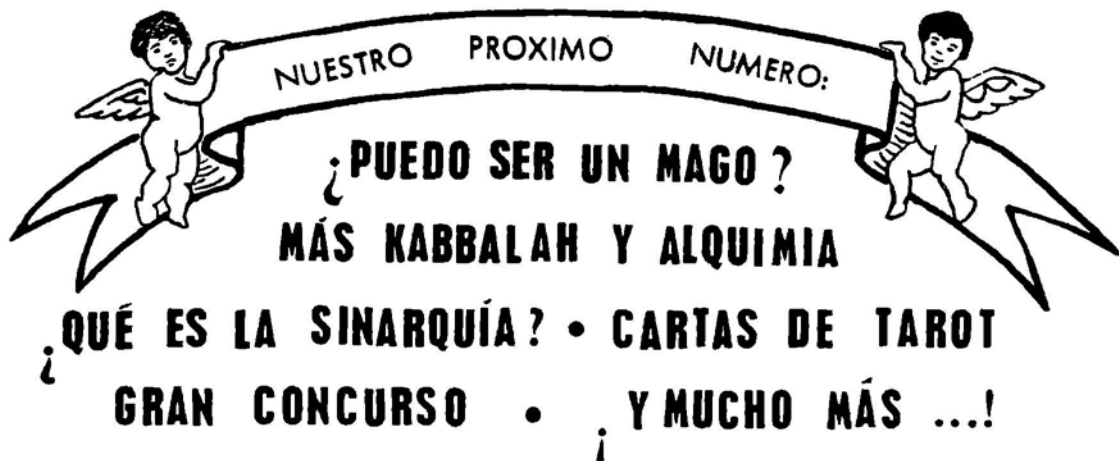 NUESTRO PROXIMO NUMERO:
¿PUEDO SER UN MAGO?
MÁS KABBALAH Y ALQUIMIA
¿QUÉ ES LA SINARQUÍA? • CARTAS DE TAROT
GRAN CONCURSO • ¡Y MUCHO MÁS ...!